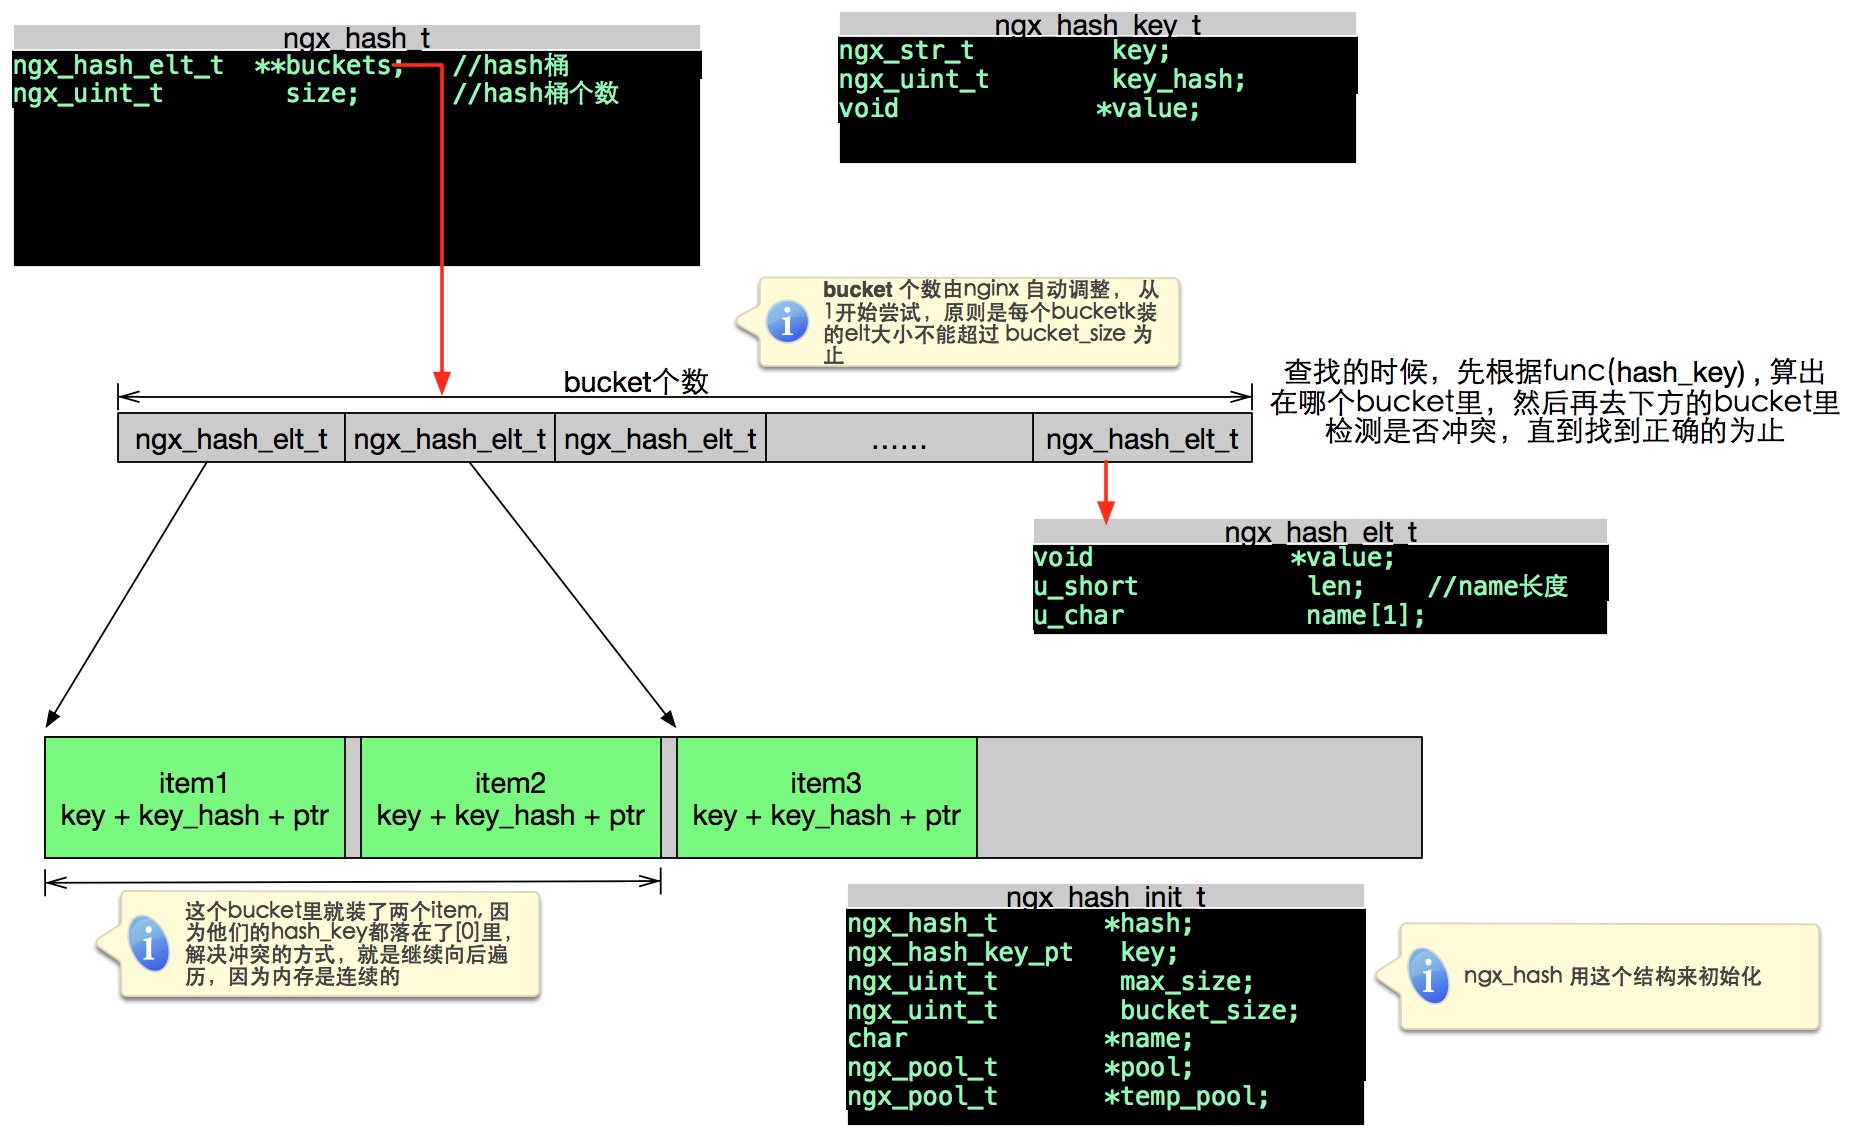 ngx_hash_t
ngx_hash_elt_t **buckets; //hash桶
ngx_uint_t size; //hash桶个数
ngx_hash_key_t
ngx_str_t key;
ngx_uint_t key_hash;
void *value;
bucket 个数由nginx 自动调整， 从
1开始尝试，原则是每个bucketk装
的elt大小不能超过 bucket_size 为
止
bucket个数
查找的时候，先根据func(hash_key) , 算出
在哪个bucket里，然后再去下方的bucket里
检测是否冲突，直到找到正确的为止
ngx_hash_elt_t ngx_hash_elt_t ngx_hash_elt_t ...... ngx_hash_elt_t
ngx_hash_elt_t
void *value;
u_short len; //name长度
u_char name[1];
item1
key + key_hash + ptr
item2
key + key_hash + ptr
item3
key + key_hash + ptr
这个bucket里就装了两个item, 因
为他们的hash_key都落在了[0]里，
解决冲突的方式，就是继续向后遍
历，因为内存是连续的
ngx_hash_init_t
ngx_hash_t *hash;
ngx_hash_key_pt key;
ngx_uint_t max_size;
ngx_uint_t bucket_size;
char *name;
ngx_pool_t *pool;
ngx_pool_t *temp_pool;
ngx_hash 用这个结构来初始化